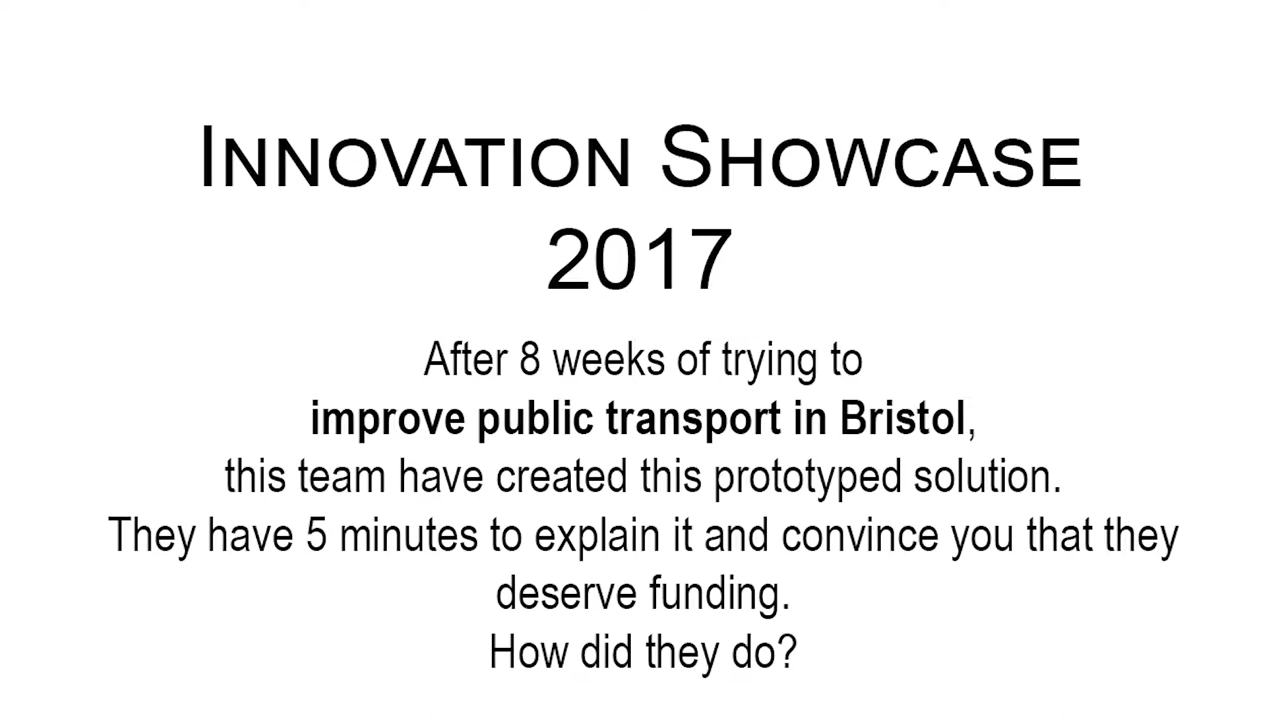 Innovation Showcase
2017
After 8 weeks of trying to
improve public transport in Bristol,
this team have created this prototyped solution.
They have 5 minutes to explain it and convince you that they
deserve funding.
How did they do?